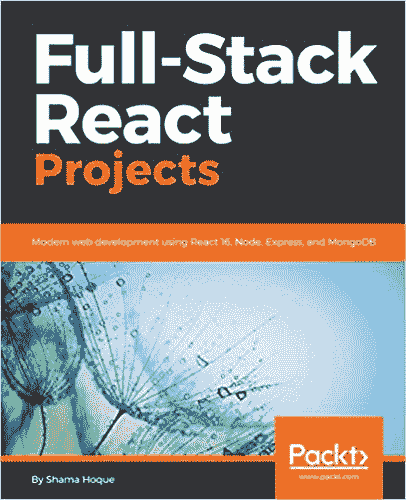 Full-Stack
React
Projects
Modern web development using React 16, Node, Express, and MongoDB
Packt>
www.packt.com
By Shama Hoque